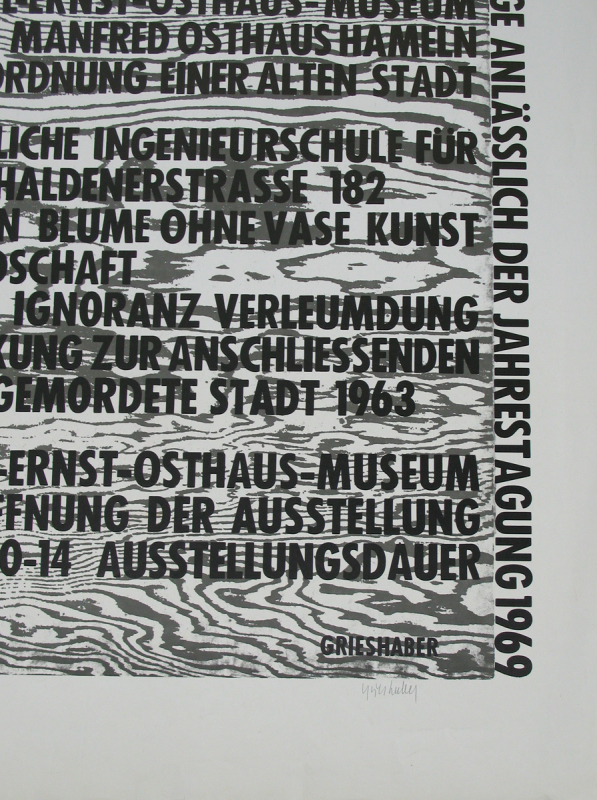 -ERNST-OSTHAUS-MUSEUM
MANFRED OSTHAUS HAMELN
ORDNUNG EINER ALTEN STADT
LICHE INGENIEURSCHULE FÜR
HALDENERSTRASSE 182
N BLUME OHNE VASE KUNST
DSCHAFT
IGNORANZ VERLEUMDUNG
KUNG ZUR ANSCHLIESSENDEN
GEMORDETE STADT 1963
-ERNST-OSTHAUS-MUSEUM
FFNUNG DER AUSSTELLUNG
0-14 AUSSTELLUNGSDAUER
GRIESHABER
GE ANLÄSSLICH DER JAHRESTAGUNG 1969